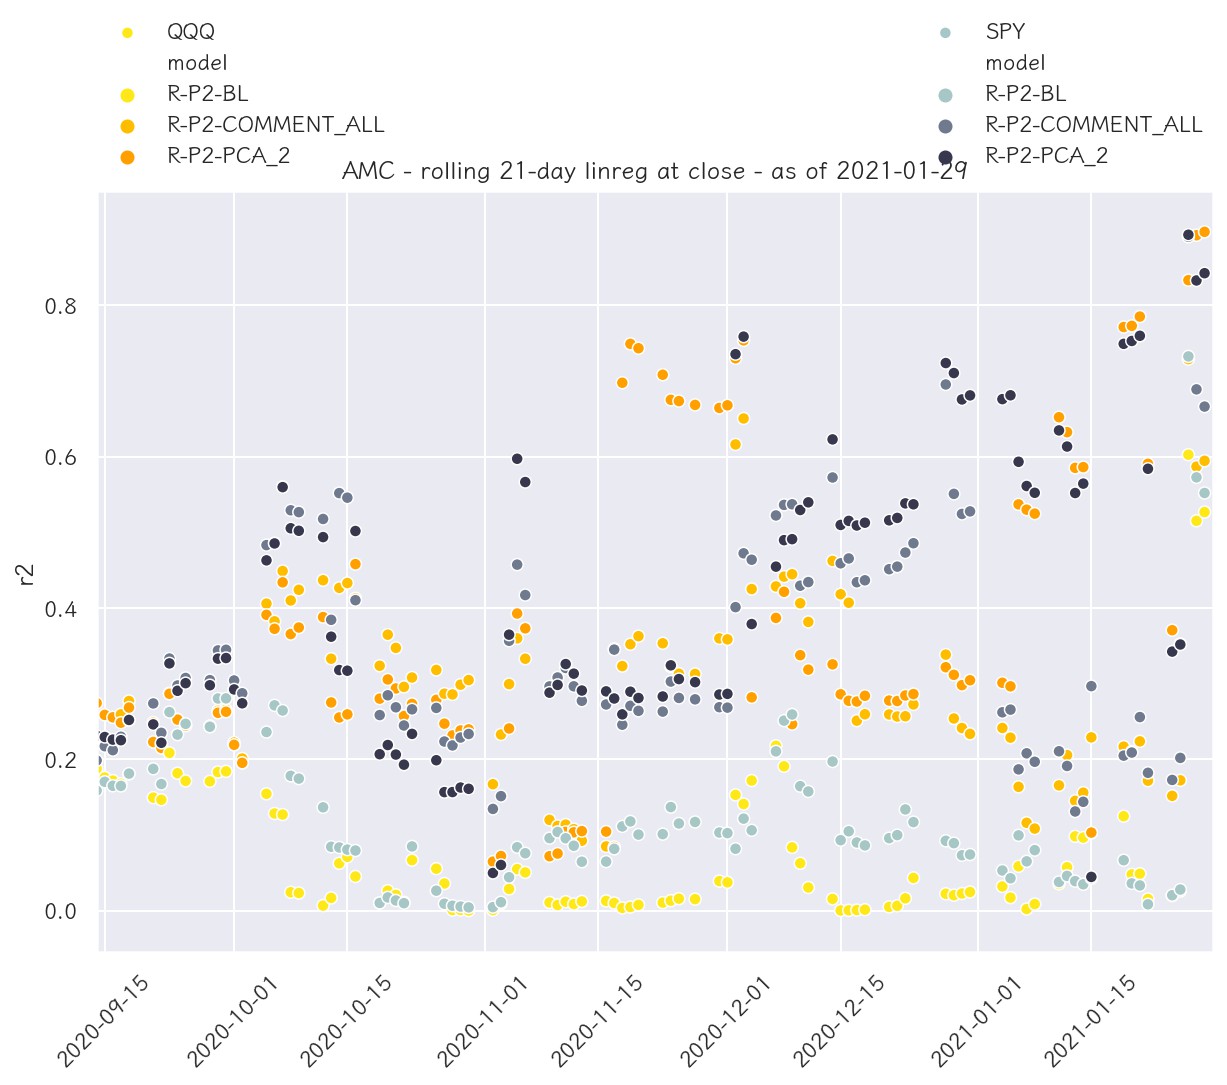 QQQ
model
R-P2-BL
R-P2-COMMENT_ALL
R-P2-PCA_2
SPY
model
R-P2-BL
R-P2-COMMENT_ALL
R-P2-PCA_2
AMC - rolling 21-day linreg at close - as of 2021-01-29
r2
0.8
0.6
0.4
0.2
0.0
2020-09-15
2020-10-01
2020-10-15
2020-11-01
2020-11-15
2020-12-01
2020-12-15
2021-01-01
2021-01-15